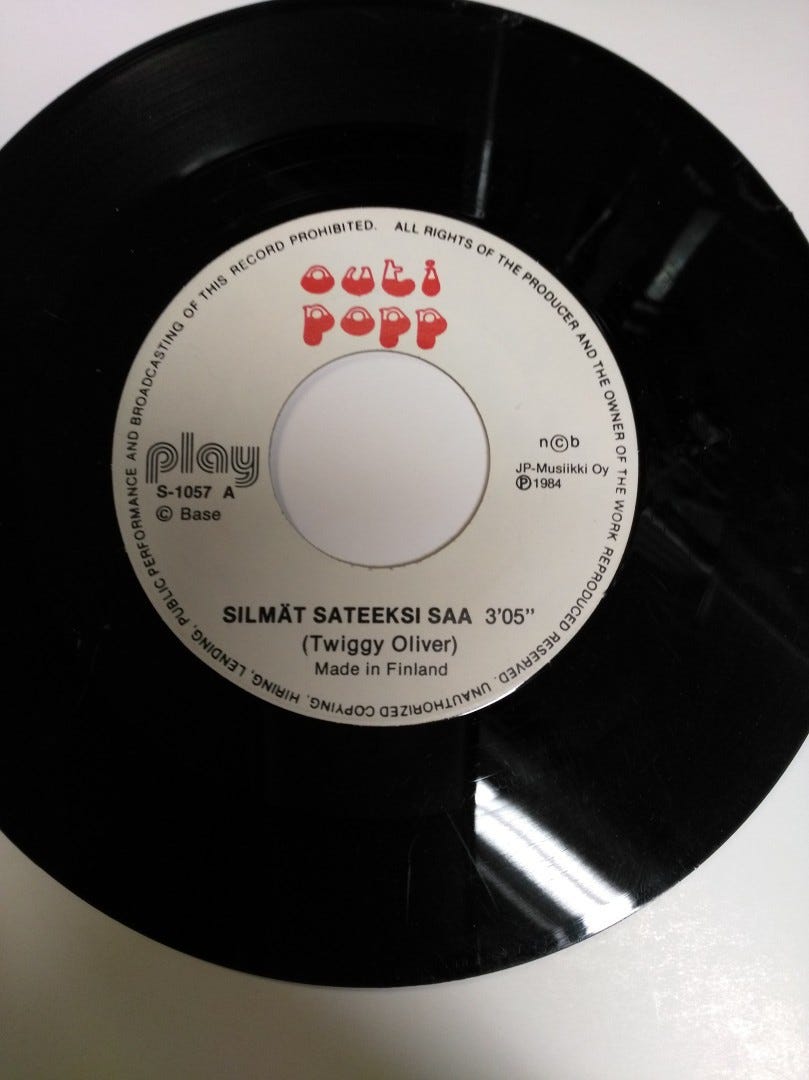 LENDING, PUBLIC PERFORMANCE AND BROADCASTING OF THIS RECORD PROHIBITED. ALL RIGHTS OF THE PRODUCER AND THE OWNER OF THE WORK REPRODUCED RESERVED. UNAUTHORIZED COPYING, HIRING,
outi
popp
play
S-1057 A
© Base
n©b
JP-Musiikki Oy
℗1984
SILMÄT SATEEKSI SAA 3'05"
(Twiggy Oliver)
Made in Finland